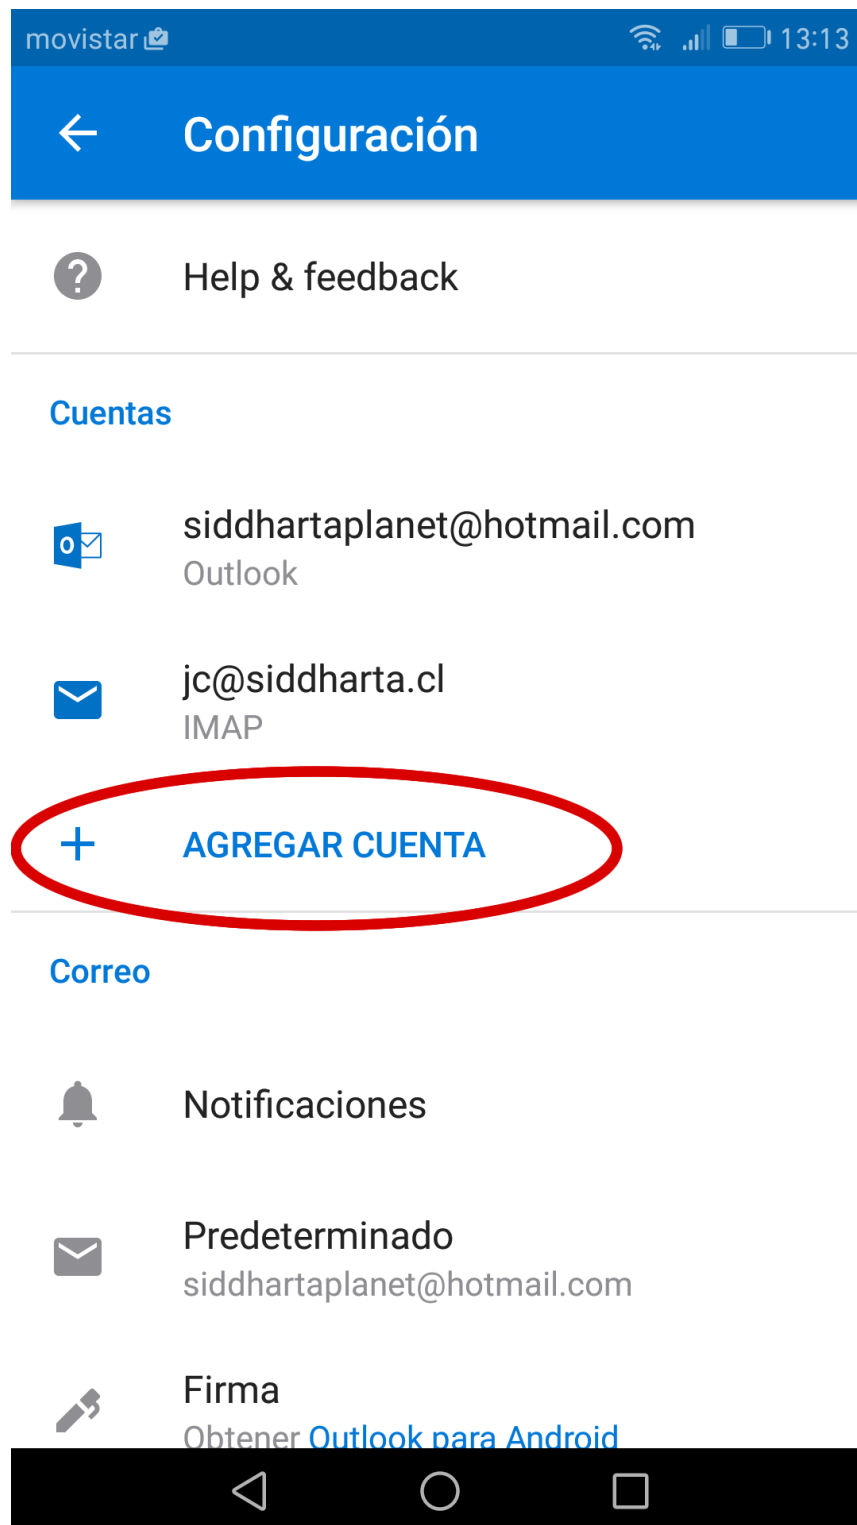 movistar 13:13
Configuración
Help & feedback
Cuentas
siddhartaplanet@hotmail.com
Outlook
jc@siddharta.cl
IMAP
AGREGAR CUENTA
Correo
Notificaciones
Predeterminado
siddhartaplanet@hotmail.com
Firma
Obtener Outlook para Android